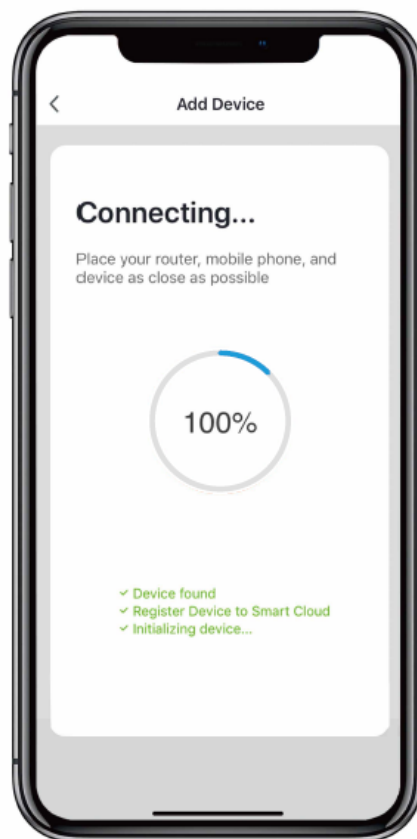 Add Device
Connecting...
Place your router, mobile phone, and
device as close as possible
100%
✓ Device found
✓ Register Device to Smart Cloud
✓ Initializing device...